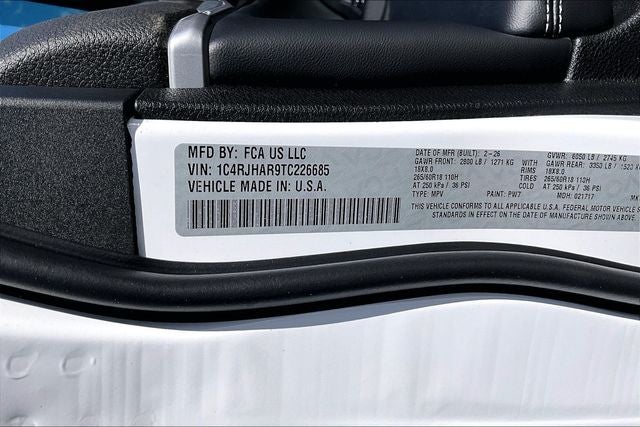 MFD BY: FCA US LLC
VIN: 1C4RJHAR9TC226685
VEHICLE MADE IN: U.S.A.
DATE OF MFR (BUILT): 2-26 GVWR: 6050 LB / 2745 KG
GAWR FRONT: 2800 LB / 1271 KG GAWR REAR: 3350 LB / 1520 KG
18X8.0 RIMS 18X8.0
265/60R18 110H TIRES 265/60R18 110H
AT 250 kPa / 36 PSI COLD AT 250 kPa / 36 PSI
TYPE: MPV PAINT: PW7 MDH: 021717
THIS VEHICLE CONFORMS TO ALL APPLICABLE U.S.A. FEDERAL MOTOR VEHICLE
STANDARDS IN EFFECT ON THE DATE OF MANUFACTURE SHOWN ABOVE.